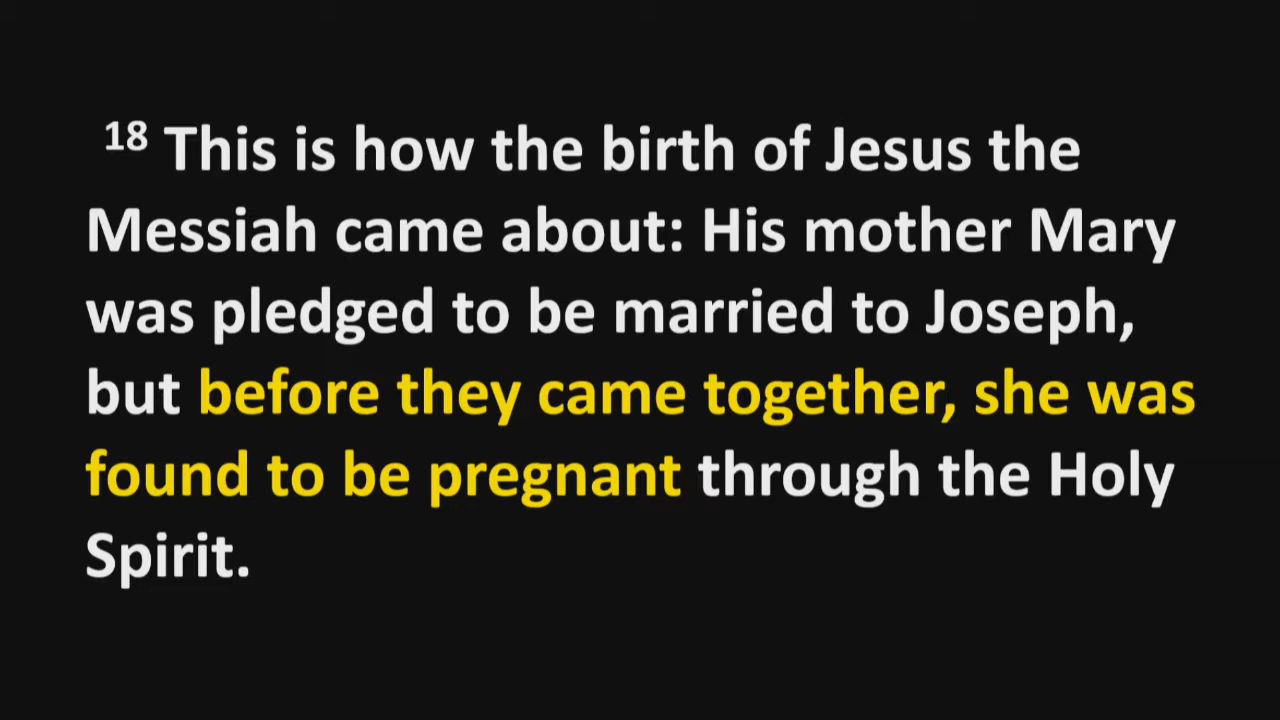 18 This is how the birth of Jesus the
Messiah came about: His mother Mary
was pledged to be married to Joseph,
but before they came together, she was
found to be pregnant through the Holy
Spirit.